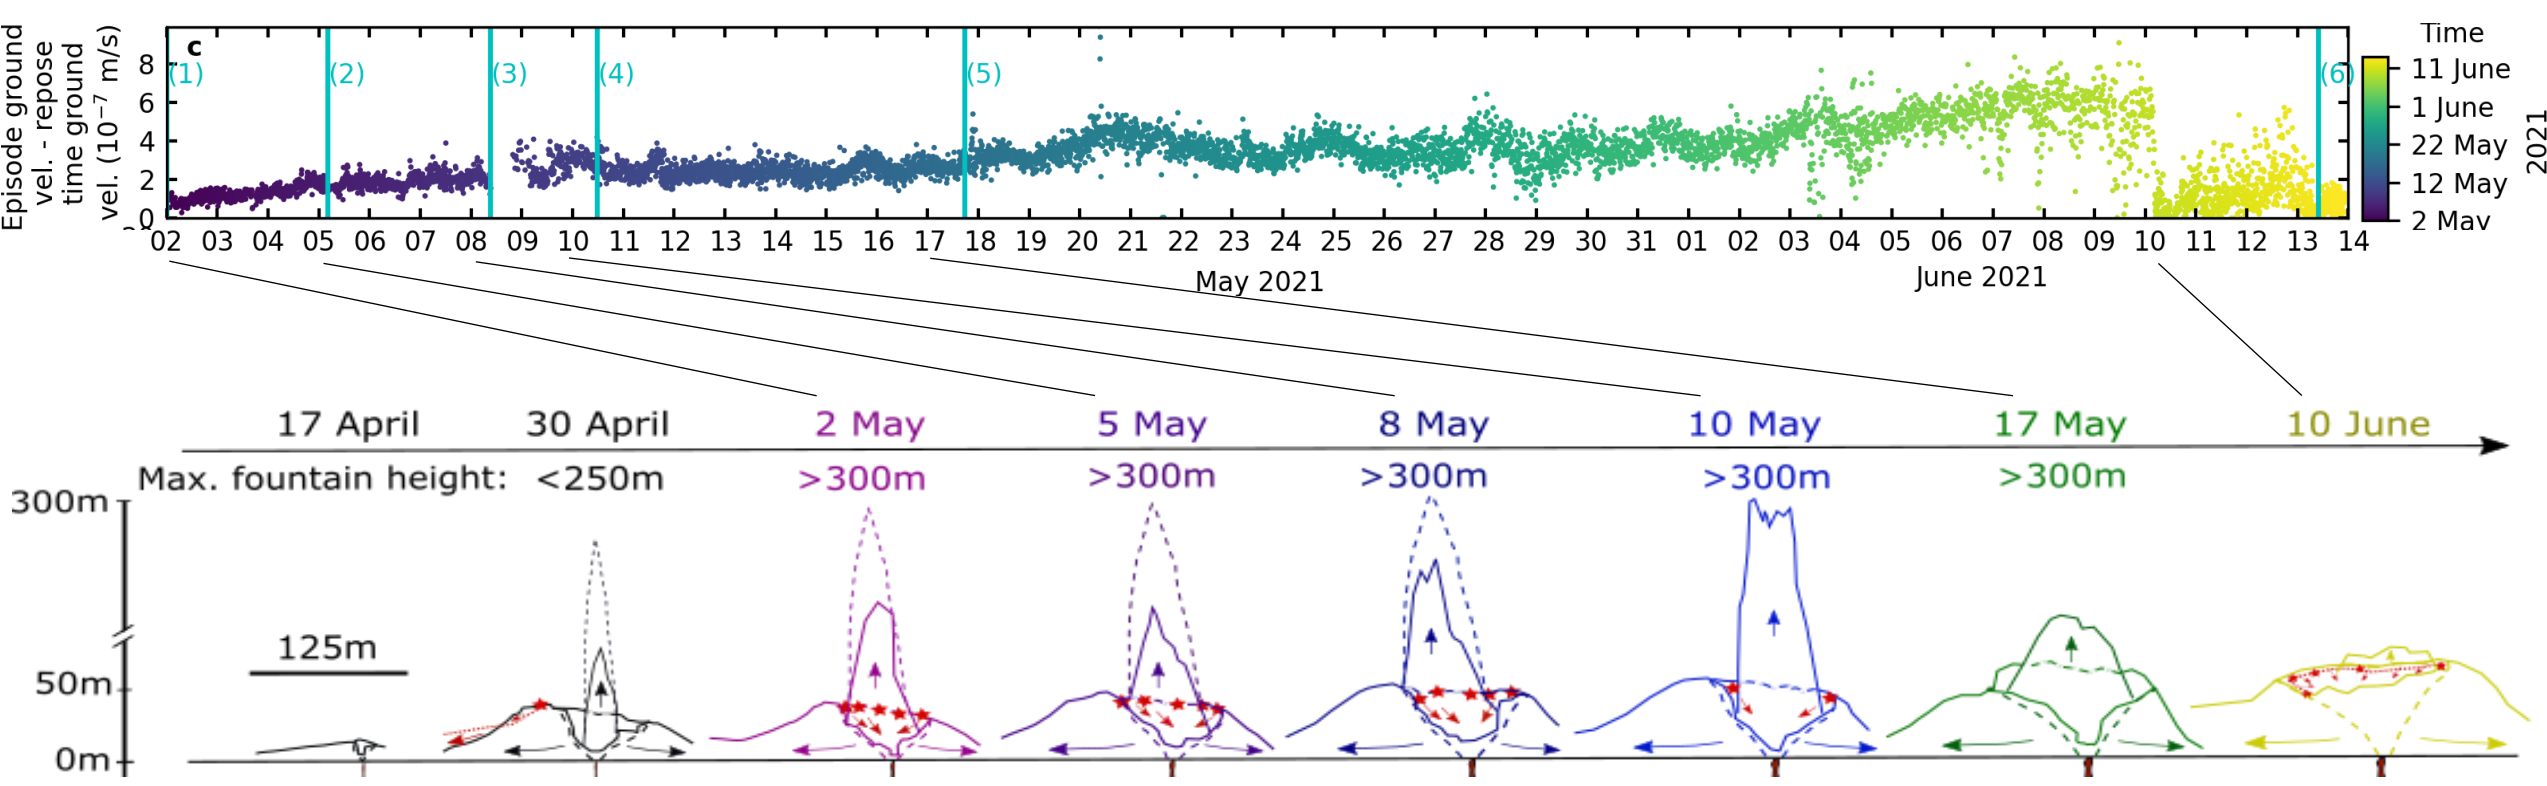 Episode ground
vel. - repose
time ground
vel. (10⁻⁷ m/s)
c
(1) (2) (3) (4) (5) (6)
8
6
4
2
0
02 03 04 05 06 07 08 09 10 11 12 13 14 15 16 17 18 19 20 21 22 23 24 25 26 27 28 29 30 31 01 02 03 04 05 06 07 08 09 10 11 12 13 14
May 2021
June 2021
Time
11 June
1 June
22 May
12 May
2 May
2021
17 April 30 April 2 May 5 May 8 May 10 May 17 May 10 June
Max. fountain height: <250m >300m >300m >300m >300m >300m
300m
125m
50m
0m